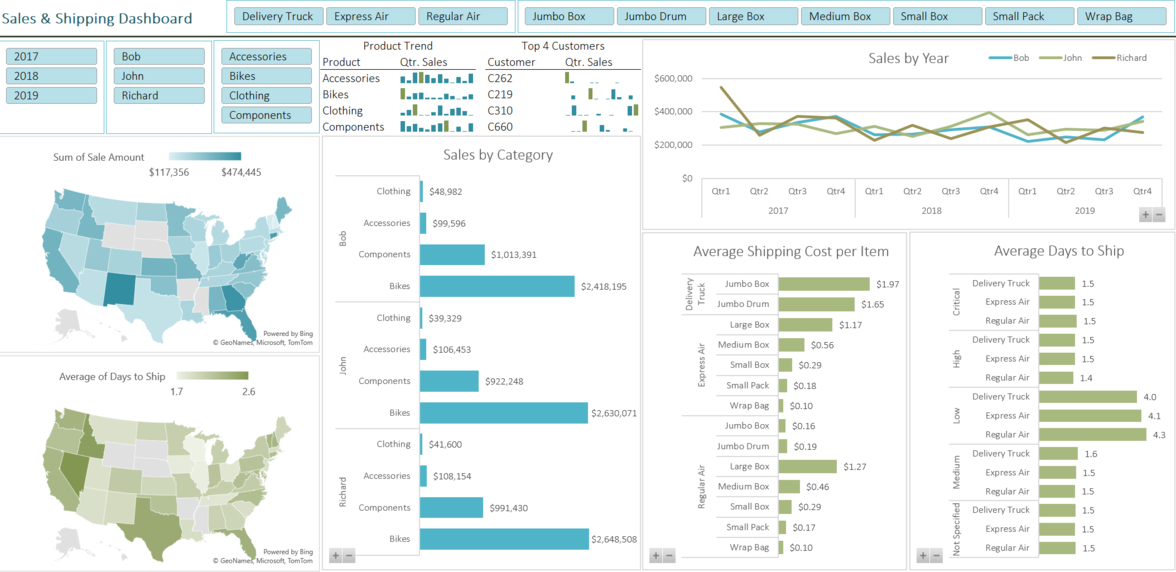 Sales & Shipping Dashboard
Delivery Truck Express Air Regular Air
Jumbo Box Jumbo Drum Large Box Medium Box Small Box Small Pack Wrap Bag
2017
2018
2019
Bob
John
Richard
Accessories
Bikes
Clothing
Components
Product Trend
Product Qtr. Sales
Accessories
Bikes
Clothing
Components
Top 4 Customers
Customer Qtr. Sales
C262
C219
C310
C660
Sales by Year
Bob John Richard
$600,000
$400,000
$200,000
$0
Qtr1 Qtr2 Qtr3 Qtr4 Qtr1 Qtr2 Qtr3 Qtr4 Qtr1 Qtr2 Qtr3 Qtr4
2017 2018 2019
+ −
Sum of Sale Amount
$117,356 $474,445
Powered by Bing
© GeoNames, Microsoft, TomTom
Average of Days to Ship
1.7 2.6
Powered by Bing
© GeoNames, Microsoft, TomTom
Sales by Category
Bob
Clothing $48,982
Accessories $99,596
Components $1,013,391
Bikes $2,418,195
John
Clothing $39,329
Accessories $106,453
Components $922,248
Bikes $2,630,071
Richard
Clothing $41,600
Accessories $108,154
Components $991,430
Bikes $2,648,508
+ −
Average Shipping Cost per Item
Delivery
Truck
Jumbo Box $1.97
Jumbo Drum $1.65
Express Air
Large Box $1.17
Medium Box $0.56
Small Box $0.29
Small Pack $0.18
Wrap Bag $0.10
Regular Air
Jumbo Box $0.16
Jumbo Drum $0.19
Large Box $1.27
Medium Box $0.46
Small Box $0.29
Small Pack $0.17
Wrap Bag $0.10
+ −
Average Days to Ship
Critical
Delivery Truck 1.5
Express Air 1.5
Regular Air 1.5
High
Delivery Truck 1.5
Express Air 1.5
Regular Air 1.4
Low
Delivery Truck 4.0
Express Air 4.1
Regular Air 4.3
Medium
Delivery Truck 1.6
Express Air 1.5
Regular Air 1.5
Not Specified
Delivery Truck 1.5
Express Air 1.5
Regular Air 1.5
+ −